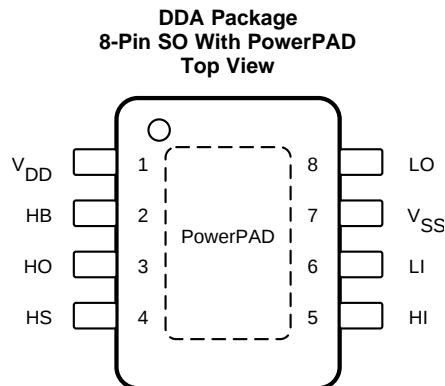 DDA Package
8-Pin SO With PowerPAD
Top View
VDD 1 8 LO
HB 2 7 VSS
PowerPAD
HO 3 6 LI
HS 4 5 HI